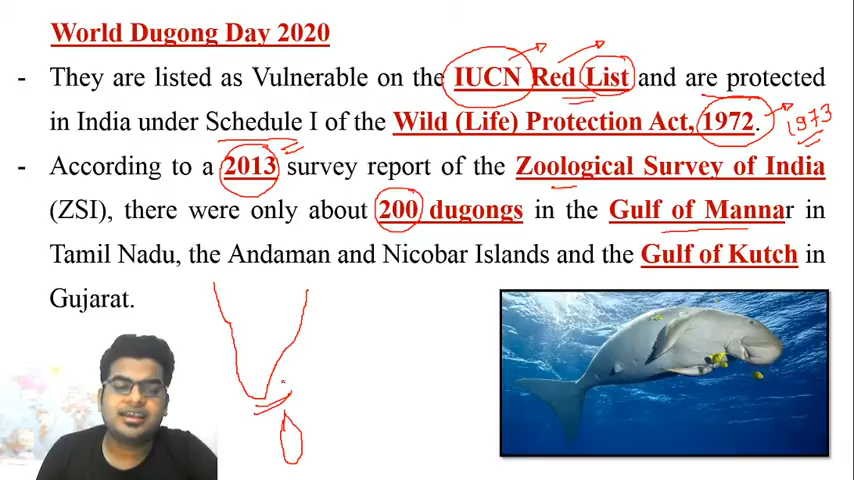 World Dugong Day 2020
- They are listed as Vulnerable on the IUCN Red List and are protected
in India under Schedule I of the Wild (Life) Protection Act, 1972.
1973
- According to a 2013 survey report of the Zoological Survey of India
(ZSI), there were only about 200 dugongs in the Gulf of Mannar in
Tamil Nadu, the Andaman and Nicobar Islands and the Gulf of Kutch in
Gujarat.